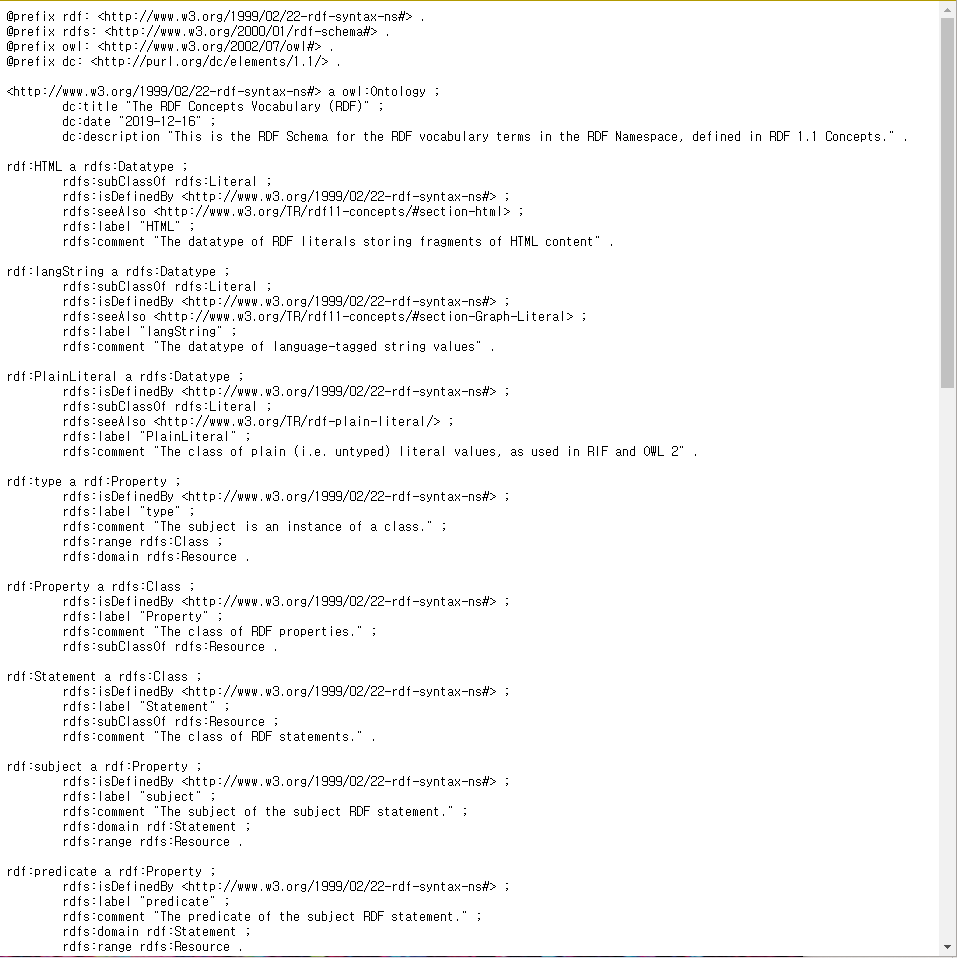 @prefix rdf: <http://www.w3.org/1999/02/22-rdf-syntax-ns#> .
@prefix rdfs: <http://www.w3.org/2000/01/rdf-schema#> .
@prefix owl: <http://www.w3.org/2002/07/owl#> .
@prefix dc: <http://purl.org/dc/elements/1.1/> .

<http://www.w3.org/1999/02/22-rdf-syntax-ns#> a owl:Ontology ;
	dc:title "The RDF Concepts Vocabulary (RDF)" ;
	dc:date "2019-12-16" ;
	dc:description "This is the RDF Schema for the RDF vocabulary terms in the RDF Namespace, defined in RDF 1.1 Concepts." .

rdf:HTML a rdfs:Datatype ;
	rdfs:subClassOf rdfs:Literal ;
	rdfs:isDefinedBy <http://www.w3.org/1999/02/22-rdf-syntax-ns#> ;
	rdfs:seeAlso <http://www.w3.org/TR/rdf11-concepts/#section-html> ;
	rdfs:label "HTML" ;
	rdfs:comment "The datatype of RDF literals storing fragments of HTML content" .

rdf:langString a rdfs:Datatype ;
	rdfs:subClassOf rdfs:Literal ;
	rdfs:isDefinedBy <http://www.w3.org/1999/02/22-rdf-syntax-ns#> ;
	rdfs:seeAlso <http://www.w3.org/TR/rdf11-concepts/#section-Graph-Literal> ;
	rdfs:label "langString" ;
	rdfs:comment "The datatype of language-tagged string values" .

rdf:PlainLiteral a rdfs:Datatype ;
	rdfs:isDefinedBy <http://www.w3.org/1999/02/22-rdf-syntax-ns#> ;
	rdfs:subClassOf rdfs:Literal ;
	rdfs:seeAlso <http://www.w3.org/TR/rdf-plain-literal/> ;
	rdfs:label "PlainLiteral" ;
	rdfs:comment "The class of plain (i.e. untyped) literal values, as used in RIF and OWL 2" .

rdf:type a rdf:Property ;
	rdfs:isDefinedBy <http://www.w3.org/1999/02/22-rdf-syntax-ns#> ;
	rdfs:label "type" ;
	rdfs:comment "The subject is an instance of a class." ;
	rdfs:range rdfs:Class ;
	rdfs:domain rdfs:Resource .

rdf:Property a rdfs:Class ;
	rdfs:isDefinedBy <http://www.w3.org/1999/02/22-rdf-syntax-ns#> ;
	rdfs:label "Property" ;
	rdfs:comment "The class of RDF properties." ;
	rdfs:subClassOf rdfs:Resource .

rdf:Statement a rdfs:Class ;
	rdfs:isDefinedBy <http://www.w3.org/1999/02/22-rdf-syntax-ns#> ;
	rdfs:label "Statement" ;
	rdfs:subClassOf rdfs:Resource ;
	rdfs:comment "The class of RDF statements." .

rdf:subject a rdf:Property ;
	rdfs:isDefinedBy <http://www.w3.org/1999/02/22-rdf-syntax-ns#> ;
	rdfs:label "subject" ;
	rdfs:comment "The subject of the subject RDF statement." ;
	rdfs:domain rdf:Statement ;
	rdfs:range rdfs:Resource .

rdf:predicate a rdf:Property ;
	rdfs:isDefinedBy <http://www.w3.org/1999/02/22-rdf-syntax-ns#> ;
	rdfs:label "predicate" ;
	rdfs:comment "The predicate of the subject RDF statement." ;
	rdfs:domain rdf:Statement ;
	rdfs:range rdfs:Resource .